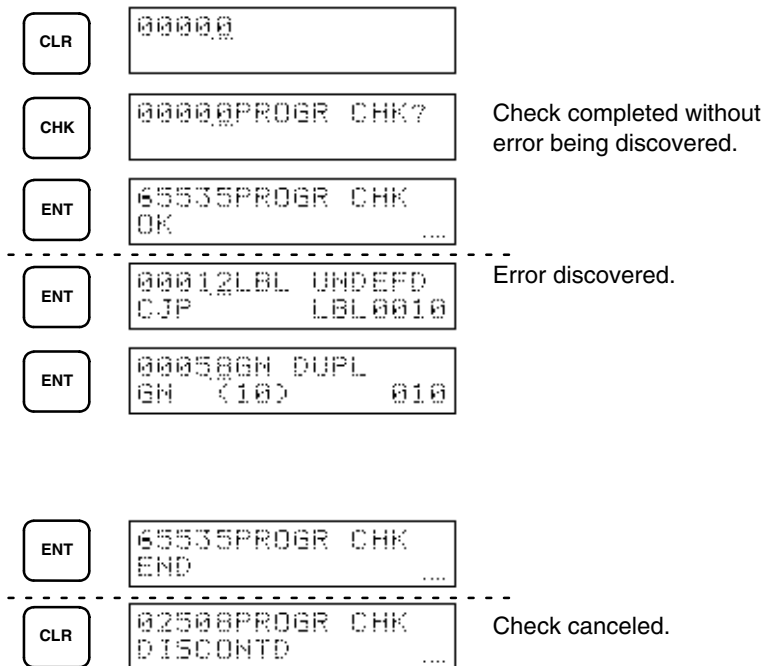 CLR
00000
CHK
00000PROGR CHK?
Check completed without
error being discovered.
ENT
65535PROGR CHK
OK ....
ENT
00012LBL UNDEFD
CJP LBL0010
Error discovered.
ENT
00058GN DUPL
GN (10) 010
ENT
65535PROGR CHK
END ....
CLR
02508PROGR CHK
DISCONTD ....
Check canceled.